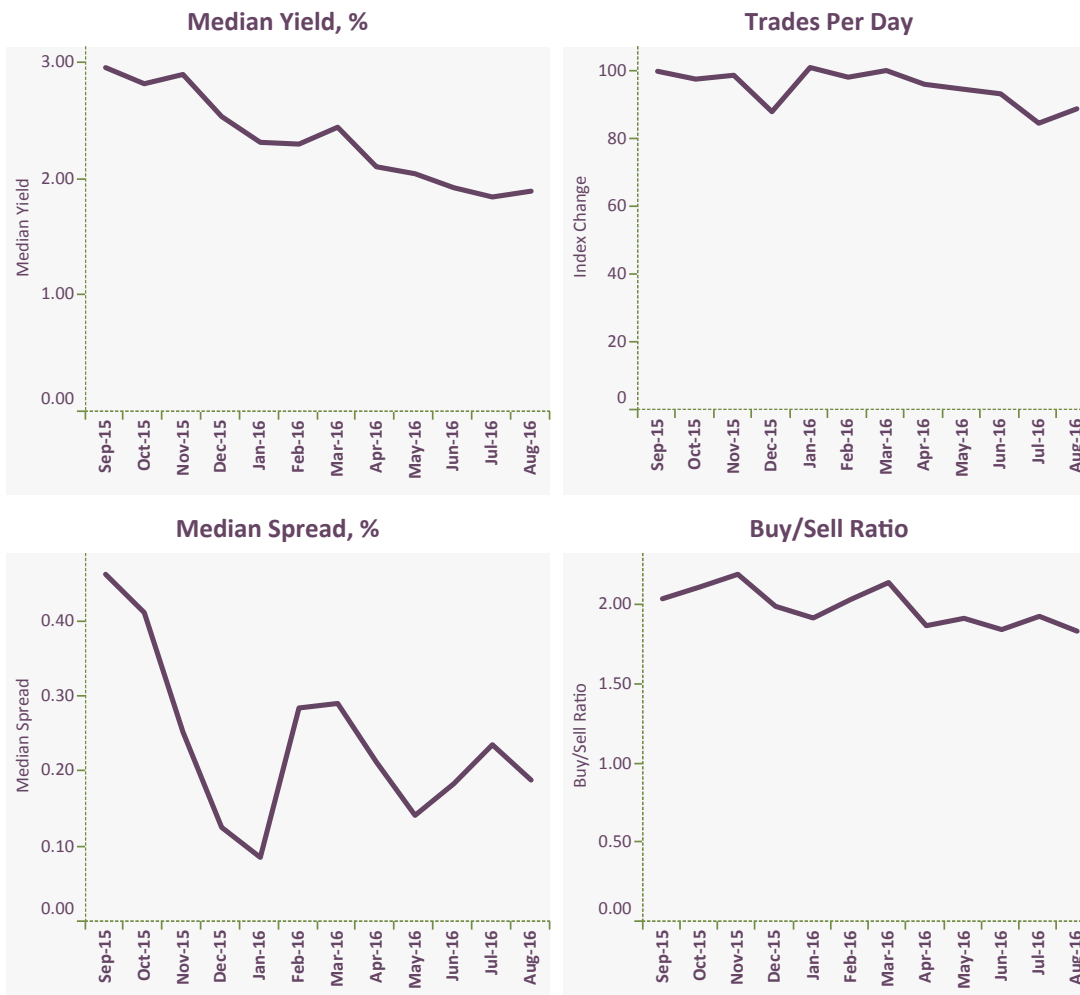 Median Yield, %
Median Yield
3.00
2.00
1.00
0.00
Sep-15
Oct-15
Nov-15
Dec-15
Jan-16
Feb-16
Mar-16
Apr-16
May-16
Jun-16
Jul-16
Aug-16
Trades Per Day
Index Change
100
80
60
40
20
0
Sep-15
Oct-15
Nov-15
Dec-15
Jan-16
Feb-16
Mar-16
Apr-16
May-16
Jun-16
Jul-16
Aug-16
Median Spread, %
Median Spread
0.40
0.30
0.20
0.10
0.00
Sep-15
Oct-15
Nov-15
Dec-15
Jan-16
Feb-16
Mar-16
Apr-16
May-16
Jun-16
Jul-16
Aug-16
Buy/Sell Ratio
Buy/Sell Ratio
2.00
1.50
1.00
0.50
0.00
Sep-15
Oct-15
Nov-15
Dec-15
Jan-16
Feb-16
Mar-16
Apr-16
May-16
Jun-16
Jul-16
Aug-16